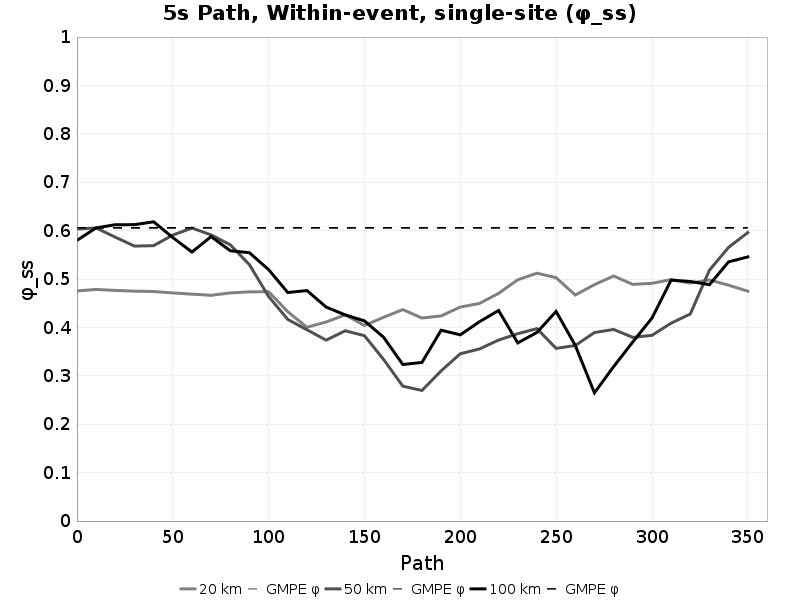 5s Path, Within-event, single-site (φ_ss)
1
0.9
0.8
0.7
0.6
0.5
0.4
0.3
0.2
0.1
0
φ_ss
0 50 100 150 200 250 300 350
Path
20 km GMPE φ 50 km GMPE φ 100 km GMPE φ